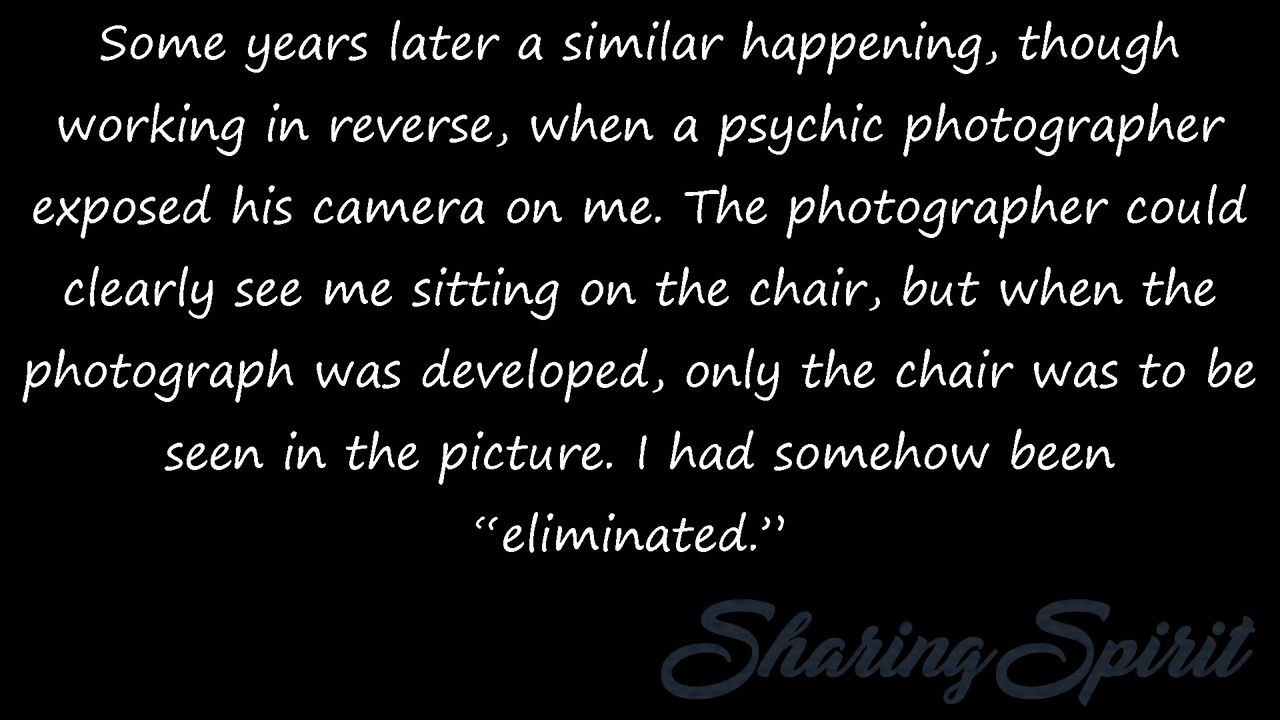 Some years later a similar happening, though
working in reverse, when a psychic photographer
exposed his camera on me. The photographer could
clearly see me sitting on the chair, but when the
photograph was developed, only the chair was to be
seen in the picture. I had somehow been
“eliminated.”
Sharing Spirit